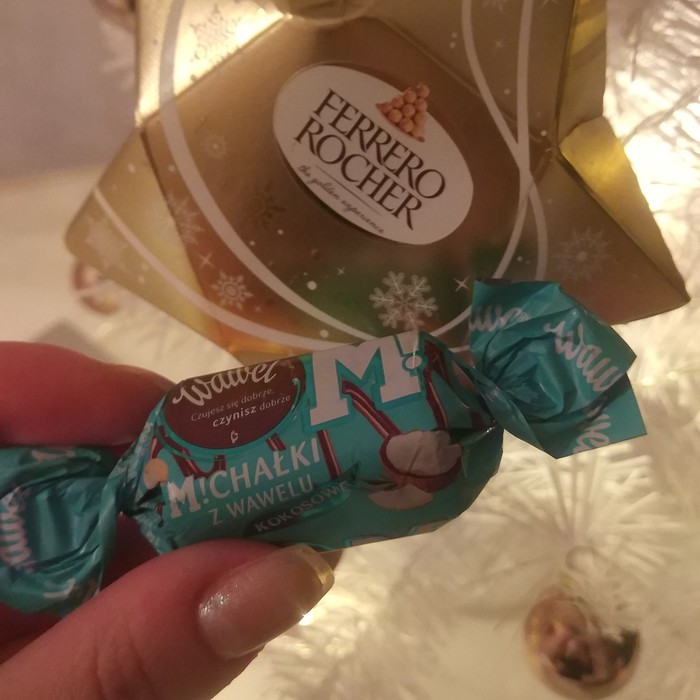 FERRERO
ROCHER
the golden experience
Wawel
Czujesz się dobrze,
czynisz dobrze
M!
M!CHAŁKI
Z WAWELU
KOKOSOWE
Wawel